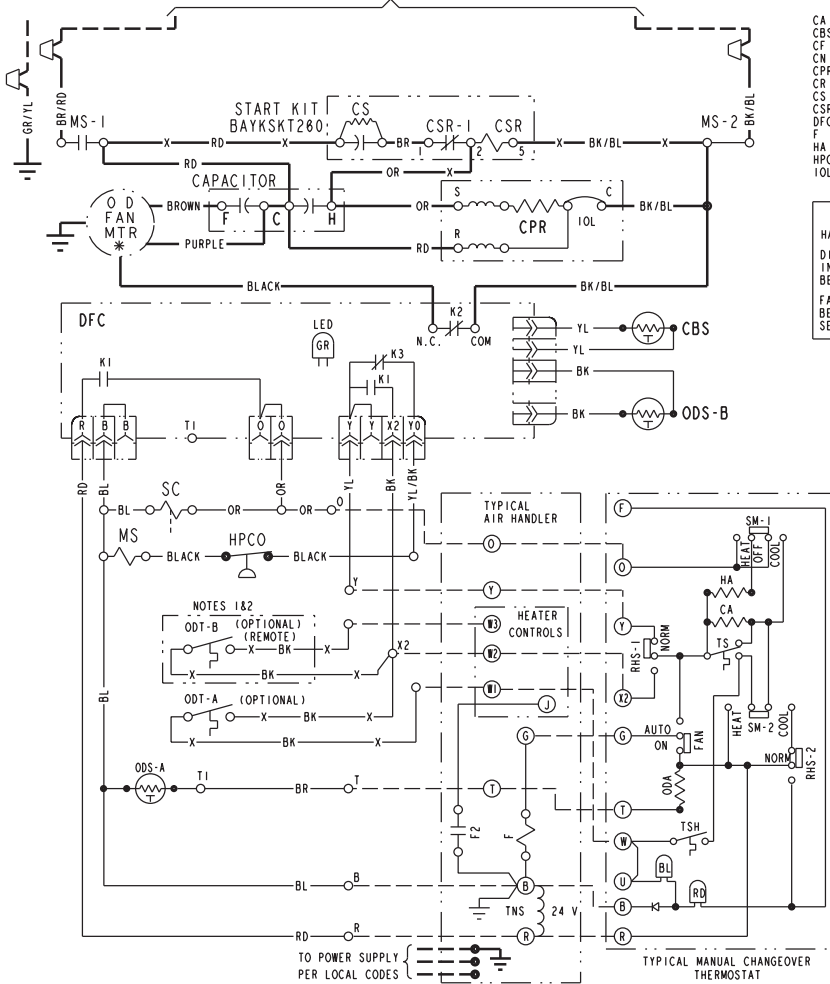 CA
CBS
CF
CN
CPR
CR
CS
CSR
DFC
F
HA
HPC
IOL
GR/YL
BR/RD
BK/BL
MS-1
START KIT
BAYKSKT260
CS
CSR-1
CSR
MS-2
X
RD
BR
1
2
5
X
BK/BL
X
RD
OR
X
CAPACITOR
O D
FAN
MTR
*
BROWN
F
C
H
PURPLE
OR
S
C
IOL
CPR
BK/BL
RD
R
BLACK
BK/BL
HA
DI
IN
BE
FA
BE
SE
DFC
LED
GR
K2
N.C.
COM
YL
CBS
YL
BK
BK
ODS-B
K1
K3
K1
R
B
B
T1
O
O
Y
Y
X2
YO
RD
BL
OR
YL
BK
YL/BK
BL
SC
OR
OR
O
MS
BLACK
HPCO
BLACK
Y
NOTES 1&2
ODT-B
(OPTIONAL)
(REMOTE)
X
BK
X
X
BK
X2
ODT-A
(OPTIONAL)
X
BK
X
X
BK
X
BL
ODS-A
T1
BR
T
BL
B
RD
R
TYPICAL
AIR HANDLER
O
Y
HEATER
CONTROLS
W3
W2
W1
J
G
T
F2
F
B
TNS
24 V
R
TO POWER SUPPLY
PER LOCAL CODES
F
SM-1
HEAT
OFF
COOL
O
HA
CA
Y
RHS-1
NORM
TS
X2
HEAT
SM-2
COOL
G
AUTO
ON
FAN
NORM
RHS-2
ODA
T
TSH
W
BL
U
RD
B
R
TYPICAL MANUAL CHANGEOVER
THERMOSTAT